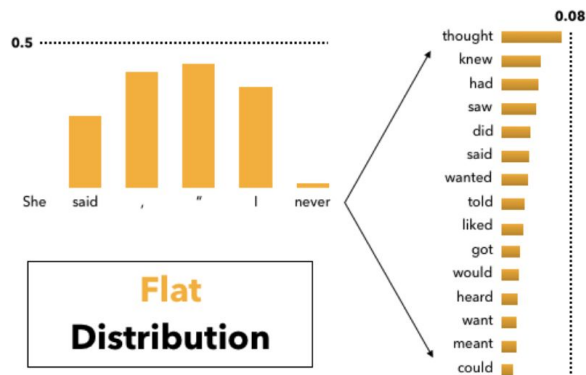 0.5
She said , " I never
Flat
Distribution
0.08
thought
knew
had
saw
did
said
wanted
told
liked
got
would
heard
want
meant
could